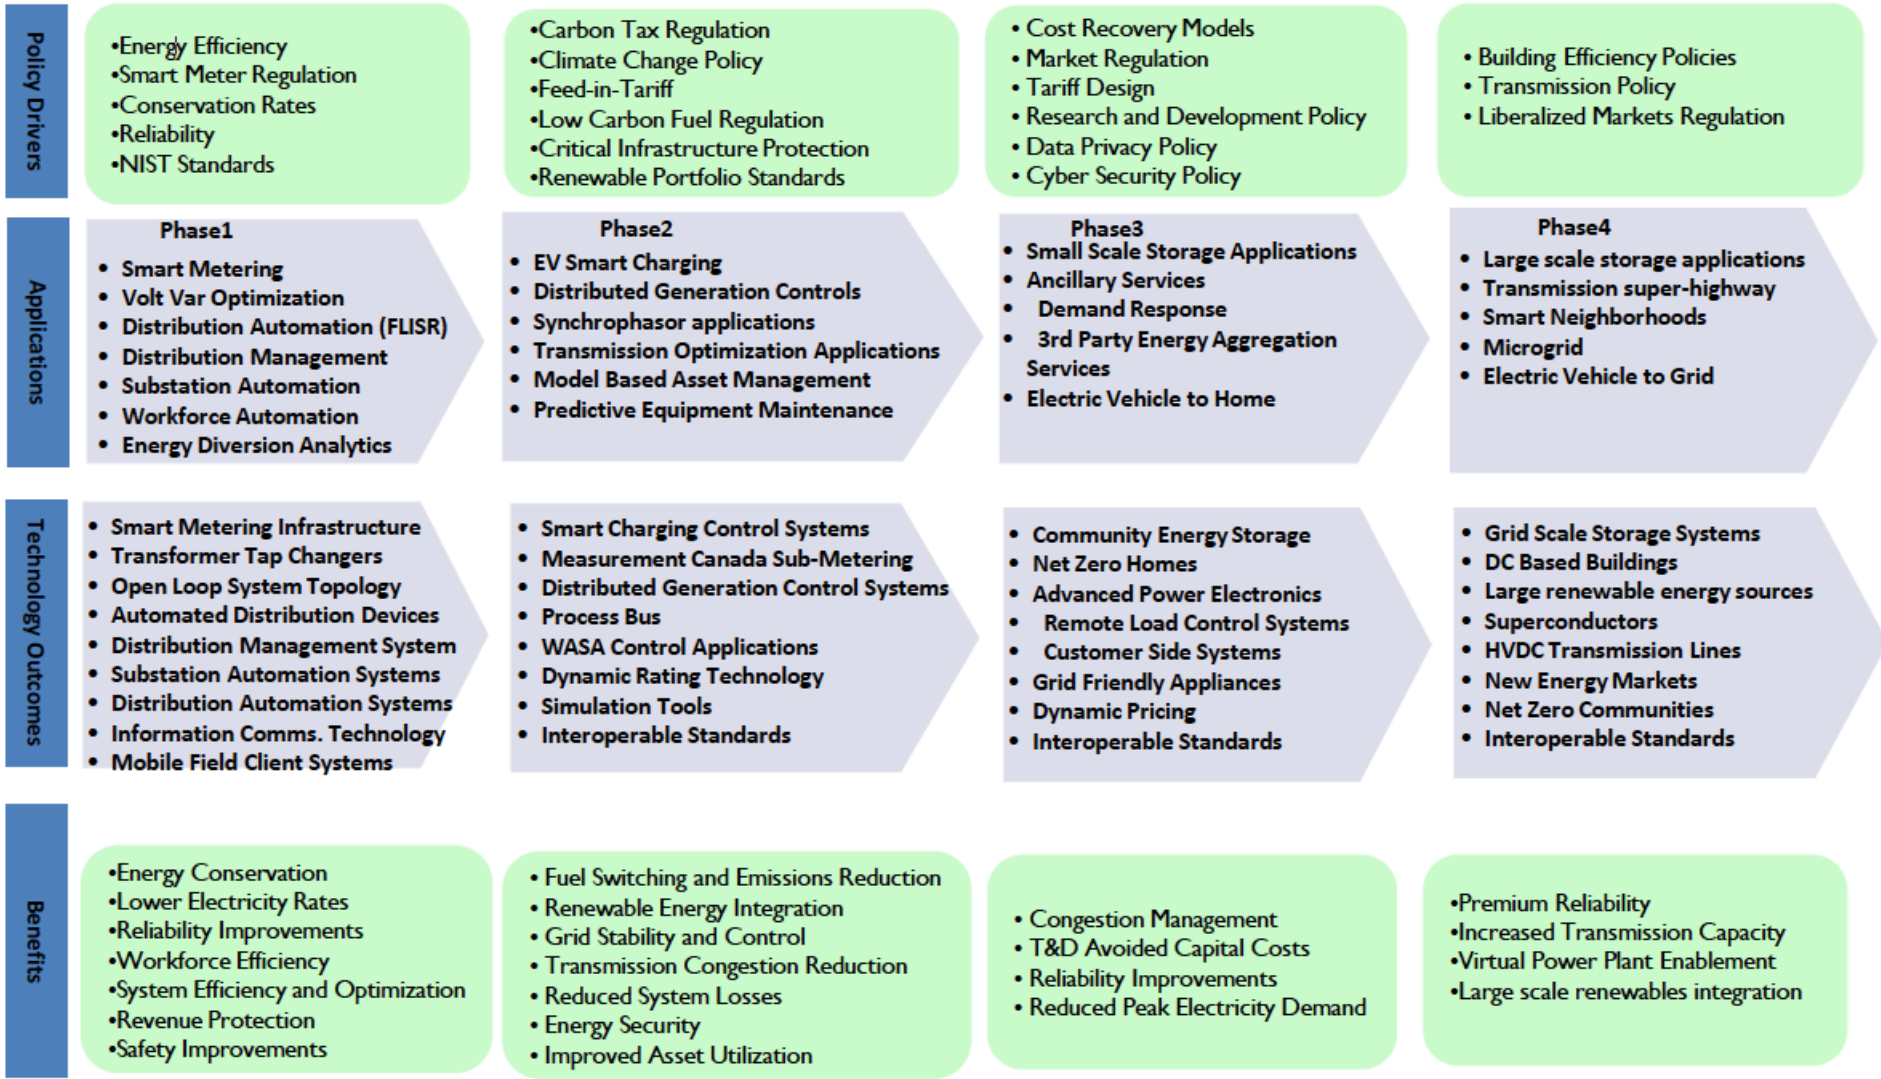 Policy Drivers
•Energy Efficiency
•Smart Meter Regulation
•Conservation Rates
•Reliability
•NIST Standards
•Carbon Tax Regulation
•Climate Change Policy
•Feed-in-Tariff
•Low Carbon Fuel Regulation
•Critical Infrastructure Protection
•Renewable Portfolio Standards
• Cost Recovery Models
• Market Regulation
• Tariff Design
• Research and Development Policy
• Data Privacy Policy
• Cyber Security Policy
• Building Efficiency Policies
• Transmission Policy
• Liberalized Markets Regulation
Applications
Phase1
• Smart Metering
• Volt Var Optimization
• Distribution Automation (FLISR)
• Distribution Management
• Substation Automation
• Workforce Automation
• Energy Diversion Analytics
Phase2
• EV Smart Charging
• Distributed Generation Controls
• Synchrophasor applications
• Transmission Optimization Applications
• Model Based Asset Management
• Predictive Equipment Maintenance
Phase3
• Small Scale Storage Applications
• Ancillary Services
• Demand Response
• 3rd Party Energy Aggregation
Services
• Electric Vehicle to Home
Phase4
• Large scale storage applications
• Transmission super-highway
• Smart Neighborhoods
• Microgrid
• Electric Vehicle to Grid
Technology Outcomes
• Smart Metering Infrastructure
• Transformer Tap Changers
• Open Loop System Topology
• Automated Distribution Devices
• Distribution Management System
• Substation Automation Systems
• Distribution Automation Systems
• Information Comms. Technology
• Mobile Field Client Systems
• Smart Charging Control Systems
• Measurement Canada Sub-Metering
• Distributed Generation Control Systems
• Process Bus
• WASA Control Applications
• Dynamic Rating Technology
• Simulation Tools
• Interoperable Standards
• Community Energy Storage
• Net Zero Homes
• Advanced Power Electronics
• Remote Load Control Systems
• Customer Side Systems
• Grid Friendly Appliances
• Dynamic Pricing
• Interoperable Standards
• Grid Scale Storage Systems
• DC Based Buildings
• Large renewable energy sources
• Superconductors
• HVDC Transmission Lines
• New Energy Markets
• Net Zero Communities
• Interoperable Standards
Benefits
•Energy Conservation
•Lower Electricity Rates
•Reliability Improvements
•Workforce Efficiency
•System Efficiency and Optimization
•Revenue Protection
•Safety Improvements
• Fuel Switching and Emissions Reduction
• Renewable Energy Integration
• Grid Stability and Control
• Transmission Congestion Reduction
• Reduced System Losses
• Energy Security
• Improved Asset Utilization
• Congestion Management
• T&D Avoided Capital Costs
• Reliability Improvements
• Reduced Peak Electricity Demand
•Premium Reliability
•Increased Transmission Capacity
•Virtual Power Plant Enablement
•Large scale renewables integration